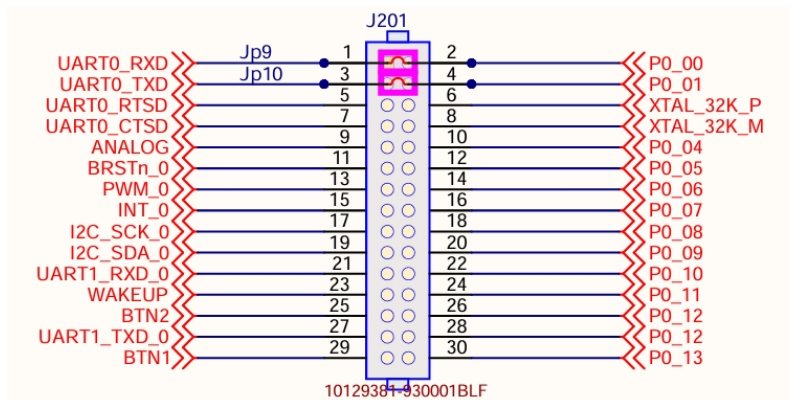 J201
UART0_RXD Jp9 1 2 P0_00
UART0_TXD Jp10 3 4 P0_01
UART0_RTSD 5 6 XTAL_32K_P
UART0_CTSD 7 8 XTAL_32K_M
ANALOG 9 10 P0_04
BRSTn_0 11 12 P0_05
PWM_0 13 14 P0_06
INT_0 15 16 P0_07
I2C_SCK_0 17 18 P0_08
I2C_SDA_0 19 20 P0_09
UART1_RXD_0 21 22 P0_10
WAKEUP 23 24 P0_11
BTN2 25 26 P0_12
UART1_TXD_0 27 28 P0_12
BTN1 29 30 P0_13
10129381-930001BLF